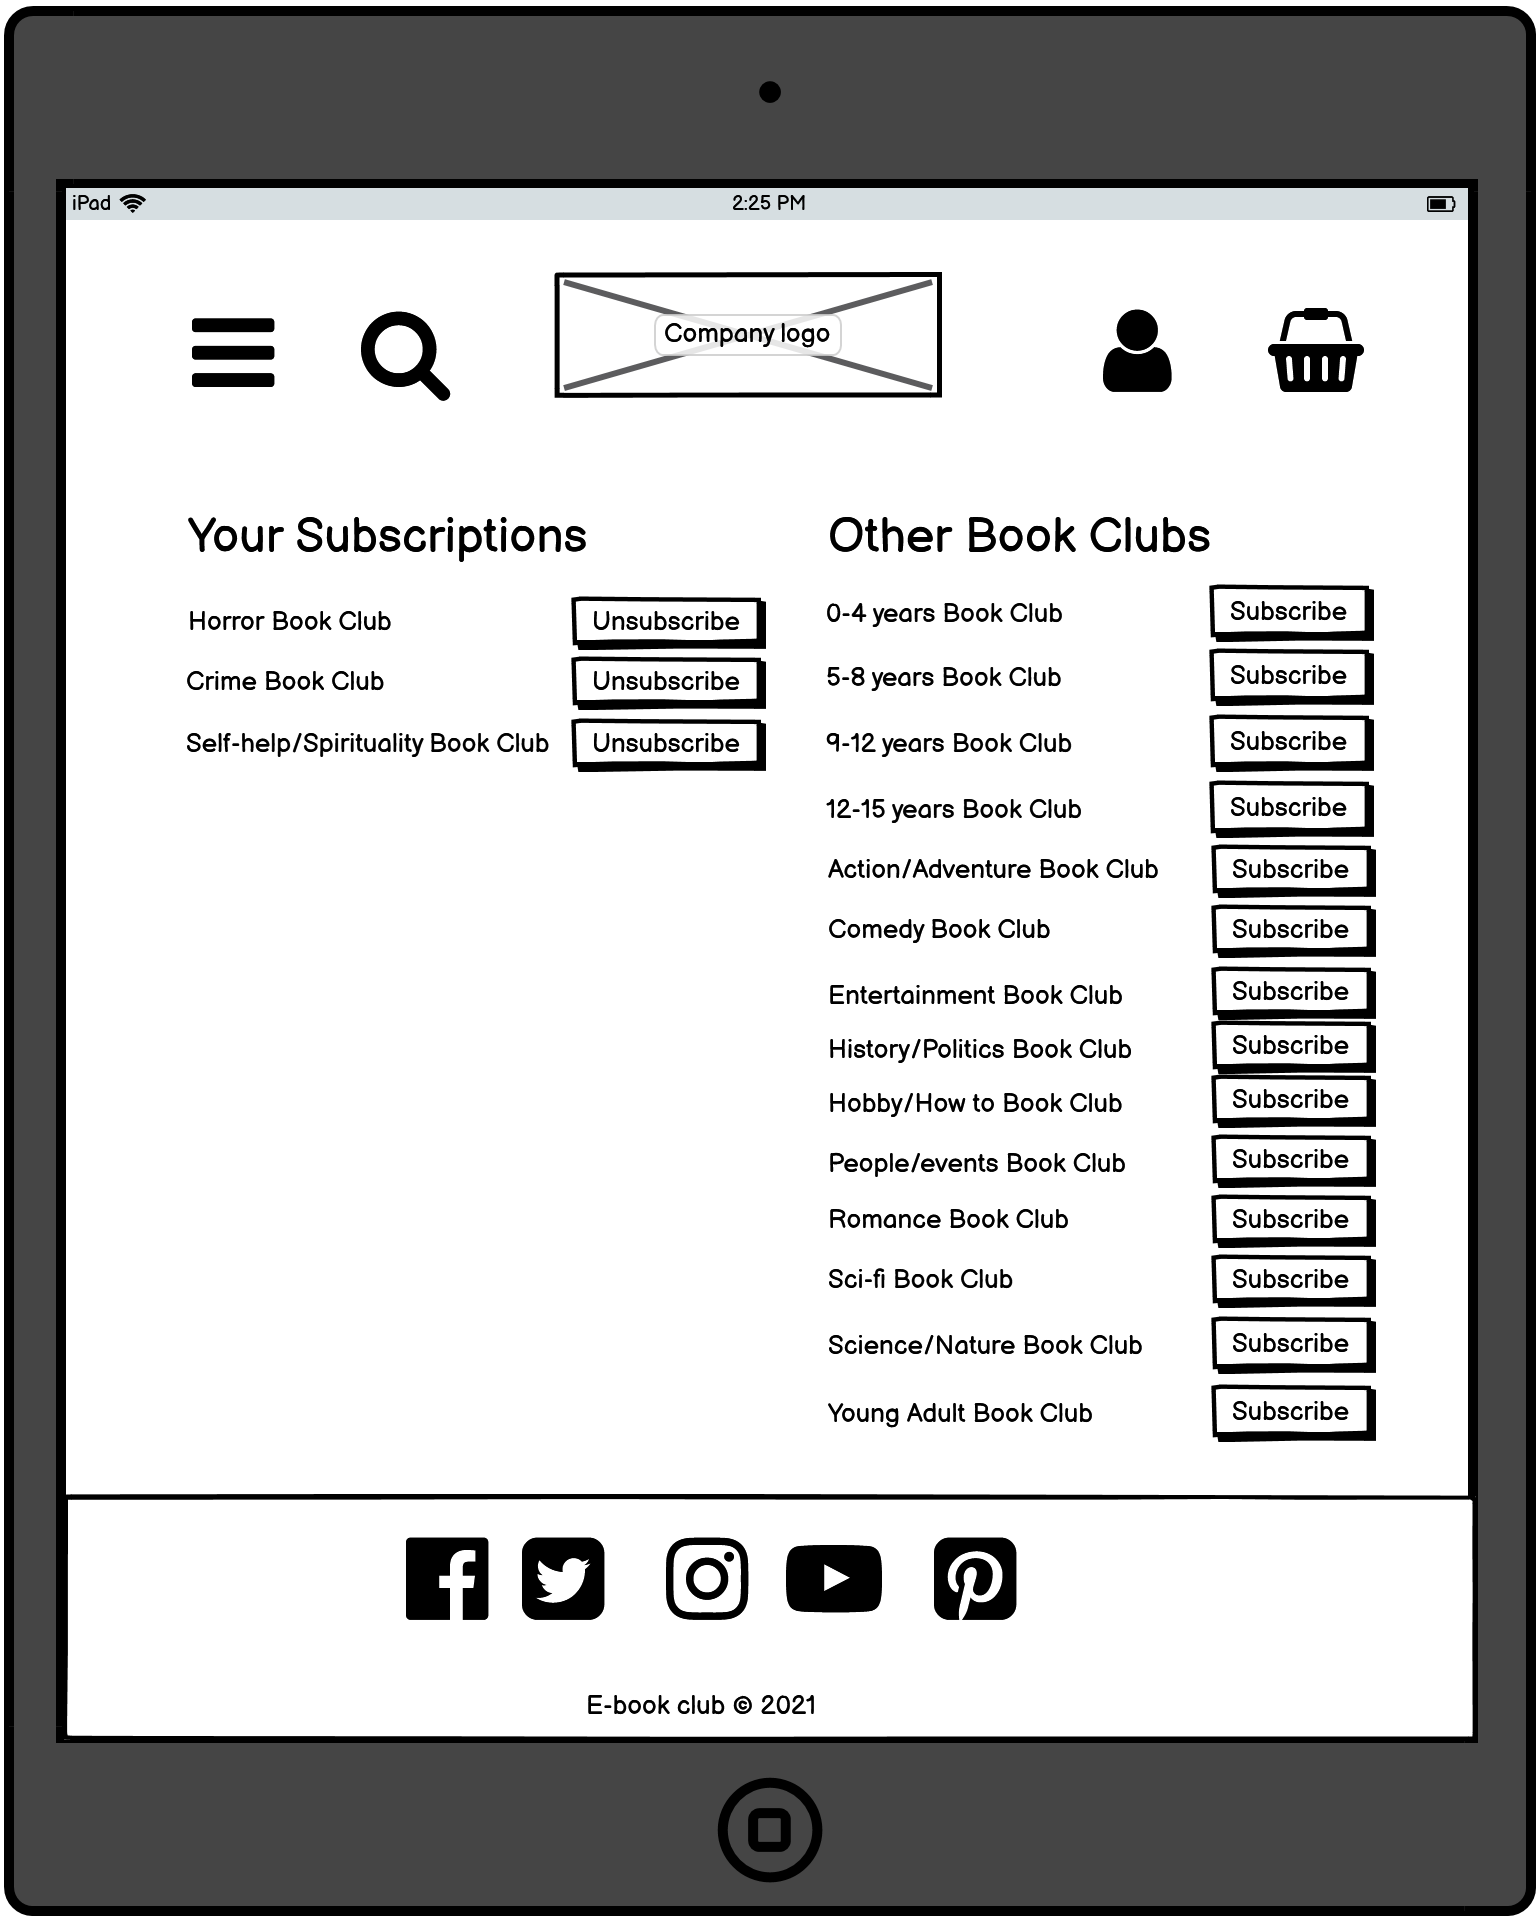 iPad 2:25 PM
Company logo
Your Subscriptions
Horror Book Club Unsubscribe
Crime Book Club Unsubscribe
Self-help/Spirituality Book Club Unsubscribe
Other Book Clubs
0-4 years Book Club Subscribe
5-8 years Book Club Subscribe
9-12 years Book Club Subscribe
12-15 years Book Club Subscribe
Action/Adventure Book Club Subscribe
Comedy Book Club Subscribe
Entertainment Book Club Subscribe
History/Politics Book Club Subscribe
Hobby/How to Book Club Subscribe
People/events Book Club Subscribe
Romance Book Club Subscribe
Sci-fi Book Club Subscribe
Science/Nature Book Club Subscribe
Young Adult Book Club Subscribe
E-book club © 2021